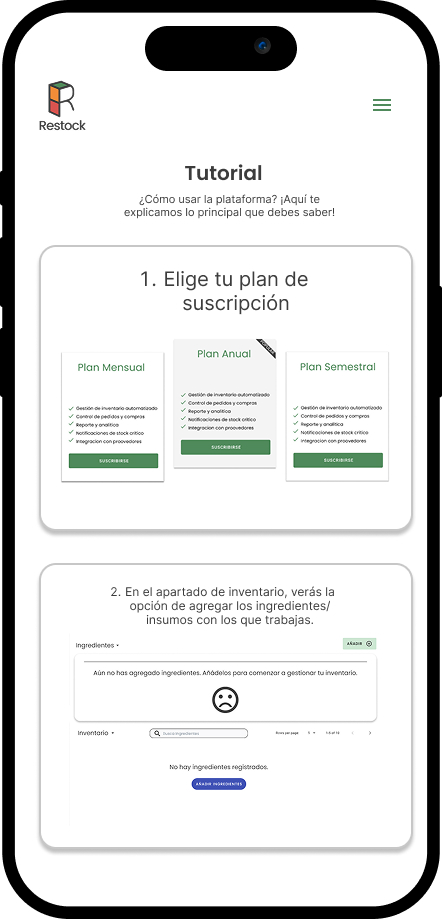 Restock
Tutorial
¿Cómo usar la plataforma? ¡Aquí te
explicamos lo principal que debes saber!
1. Elige tu plan de
suscripción
Plan Mensual
Gestión de inventario automatizado
Control de pedidos y compras
Reporte y analítica
Notificaciones de stock crítico
Integracion con proovedores
SUSCRIBIRSE
Plan Anual
Gestión de inventario automatizado
Control de pedidos y compras
Reporte y analítica
Notificaciones de stock crítico
Integracion con proovedores
SUSCRIBIRSE
Plan Semestral
Gestión de inventario automatizado
Control de pedidos y compras
Reporte y analítica
Notificaciones de stock crítico
Integracion con proovedores
SUSCRIBIRSE
2. En el apartado de inventario, verás la
opción de agregar los ingredientes/
insumos con los que trabajas.
Ingredientes
AÑADIR
Aún no has agregado ingredientes. Añádelos para comenzar a gestionar tu inventario.
Inventario
Busca ingredientes
Rows per page
5
1-5 of 13
No hay ingredientes registrados.
AÑADIR INGREDIENTES